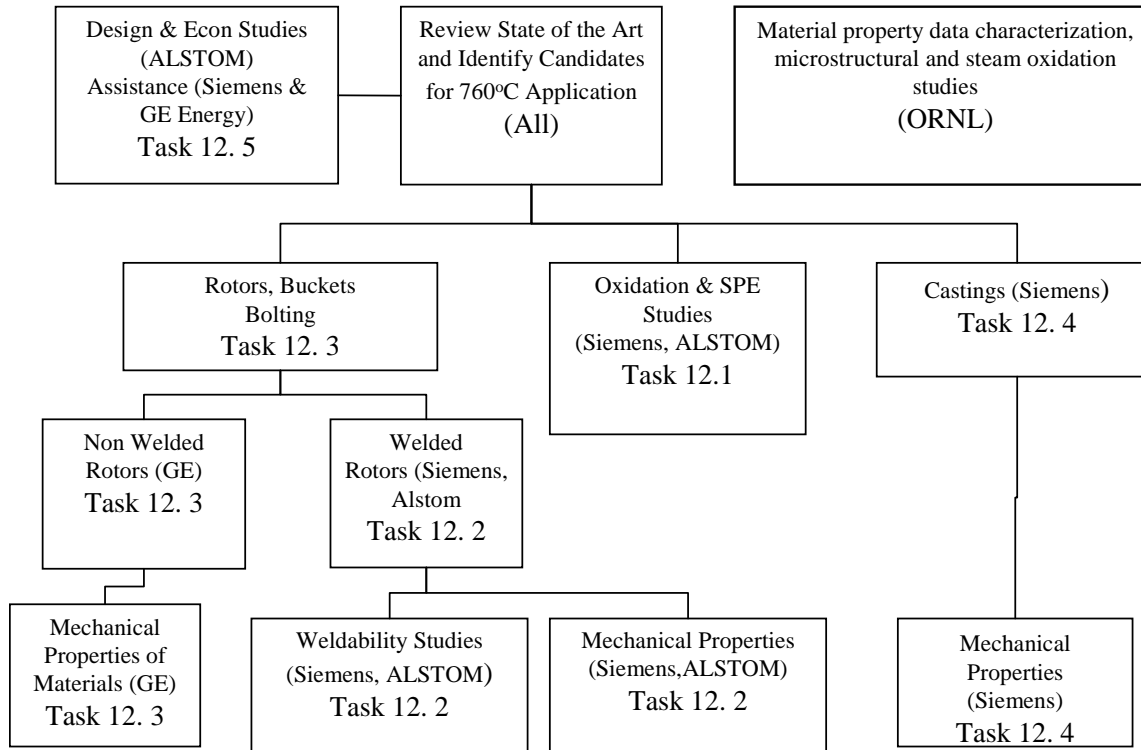 Design & Econ Studies
(ALSTOM)
Assistance (Siemens &
GE Energy)
Task 12. 5
Review State of the Art
and Identify Candidates
for 760°C Application
(All)
Material property data characterization,
microstructural and steam oxidation
studies
(ORNL)
Rotors, Buckets
Bolting
Task 12. 3
Oxidation & SPE
Studies
(Siemens, ALSTOM)
Task 12.1
Castings (Siemens)
Task 12. 4
Non Welded
Rotors (GE)
Task 12. 3
Welded
Rotors (Siemens,
Alstom
Task 12. 2
Mechanical
Properties of
Materials (GE)
Task 12. 3
Weldability Studies
(Siemens, ALSTOM)
Task 12. 2
Mechanical Properties
(Siemens,ALSTOM)
Task 12. 2
Mechanical
Properties
(Siemens)
Task 12. 4